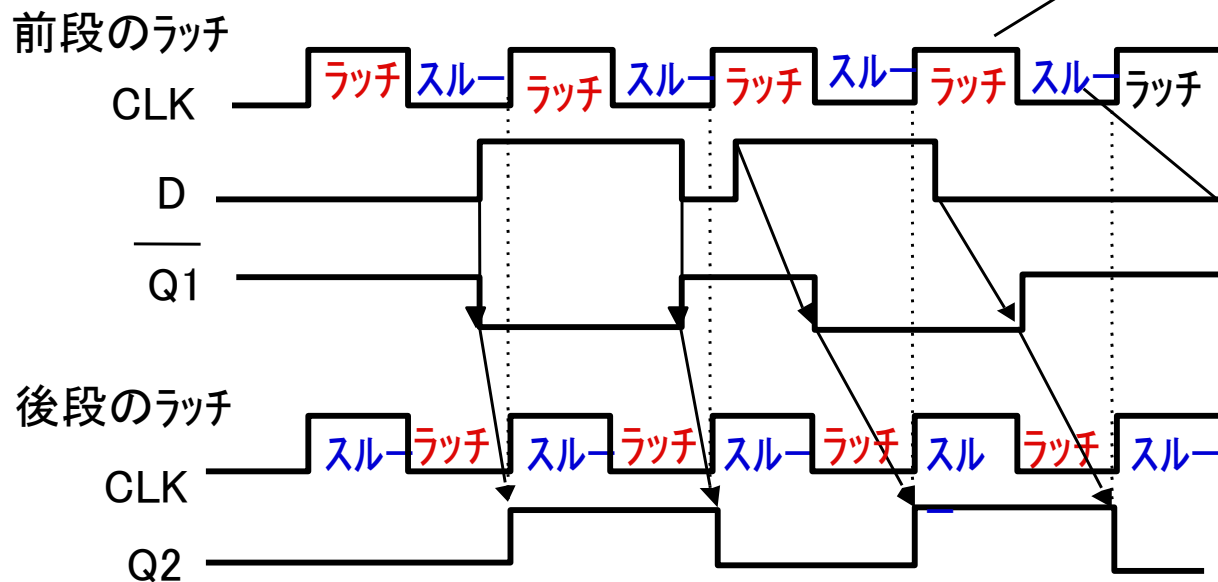 前段のラッチ
ラッチ スルー ラッチ スルー ラッチ スルー ラッチ スルー ラッチ
CLK
D
Q1
後段のラッチ
スルー ラッチ スルー ラッチ スルー ラッチ スル ラッチ スルー
CLK
Q2